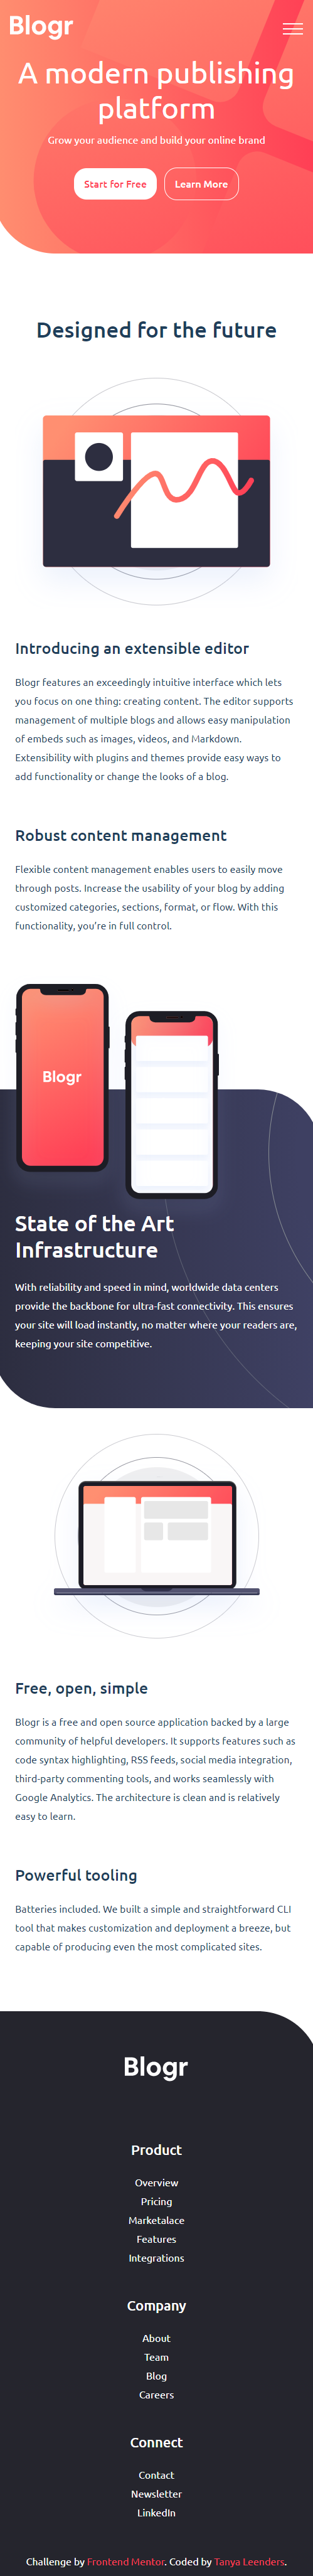 Blogr
A modern publishing
platform
Grow your audience and build your online brand
Start for Free
Learn More
Designed for the future
Introducing an extensible editor
Blogr features an exceedingly intuitive interface which lets
you focus on one thing: creating content. The editor supports
management of multiple blogs and allows easy manipulation
of embeds such as images, videos, and Markdown.
Extensibility with plugins and themes provide easy ways to
add functionality or change the looks of a blog.
Robust content management
Flexible content management enables users to easily move
through posts. Increase the usability of your blog by adding
customized categories, sections, format, or flow. With this
functionality, you're in full control.
Blogr
State of the Art
Infrastructure
With reliability and speed in mind, worldwide data centers
provide the backbone for ultra-fast connectivity. This ensures
your site will load instantly, no matter where your readers are,
keeping your site competitive.
Free, open, simple
Blogr is a free and open source application backed by a large
community of helpful developers. It supports features such as
code syntax highlighting, RSS feeds, social media integration,
third-party commenting tools, and works seamlessly with
Google Analytics. The architecture is clean and is relatively
easy to learn.
Powerful tooling
Batteries included. We built a simple and straightforward CLI
tool that makes customization and deployment a breeze, but
capable of producing even the most complicated sites.
Blogr
Product
Overview
Pricing
Marketalace
Features
Integrations
Company
About
Team
Blog
Careers
Connect
Contact
Newsletter
LinkedIn
Challenge by Frontend Mentor. Coded by Tanya Leenders.